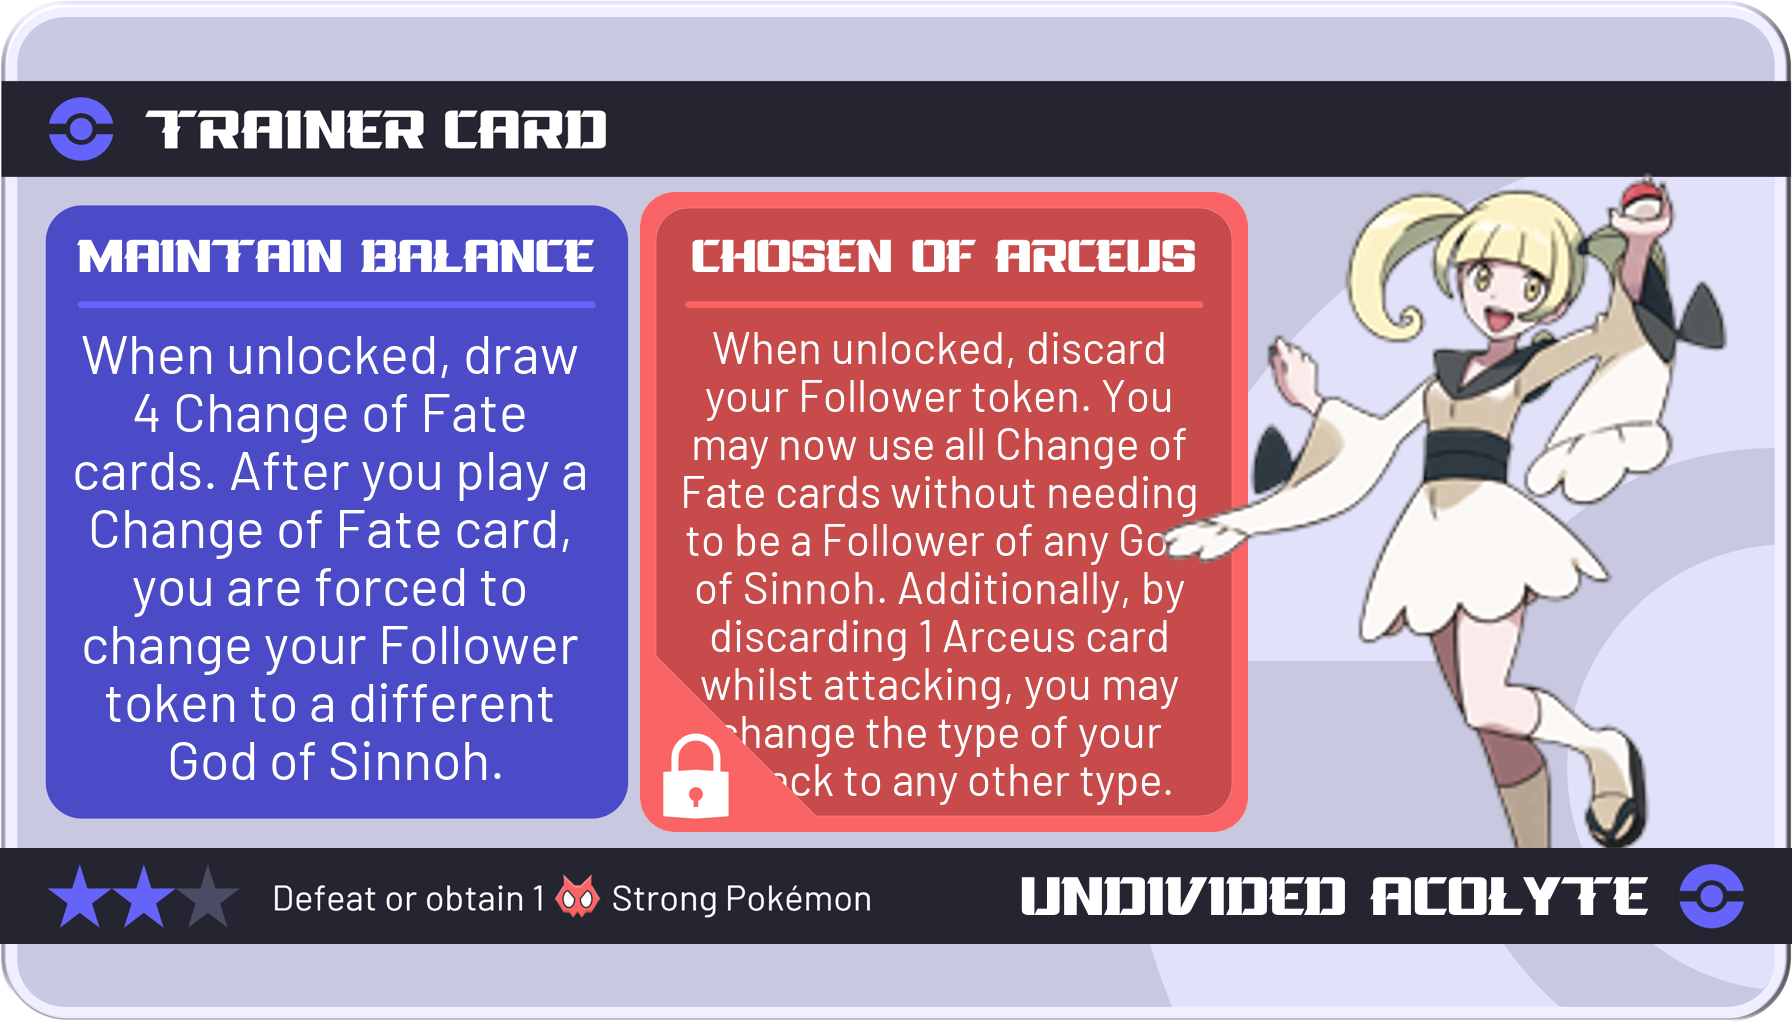 TRAINER CARD
MAINTAIN BALANCE
When unlocked, draw
4 Change of Fate
cards. After you play a
Change of Fate card,
you are forced to
change your Follower
token to a different
God of Sinnoh.
CHOSEN OF ARCEUS
When unlocked, discard
your Follower token. You
may now use all Change of
Fate cards without needing
to be a Follower of any Go
of Sinnoh. Additionally, by
discarding 1 Arceus card
whilst attacking, you may
hange the type of your
ck to any other type.
Defeat or obtain 1 Strong Pokémon
UNDIVIDED ACOLYTE